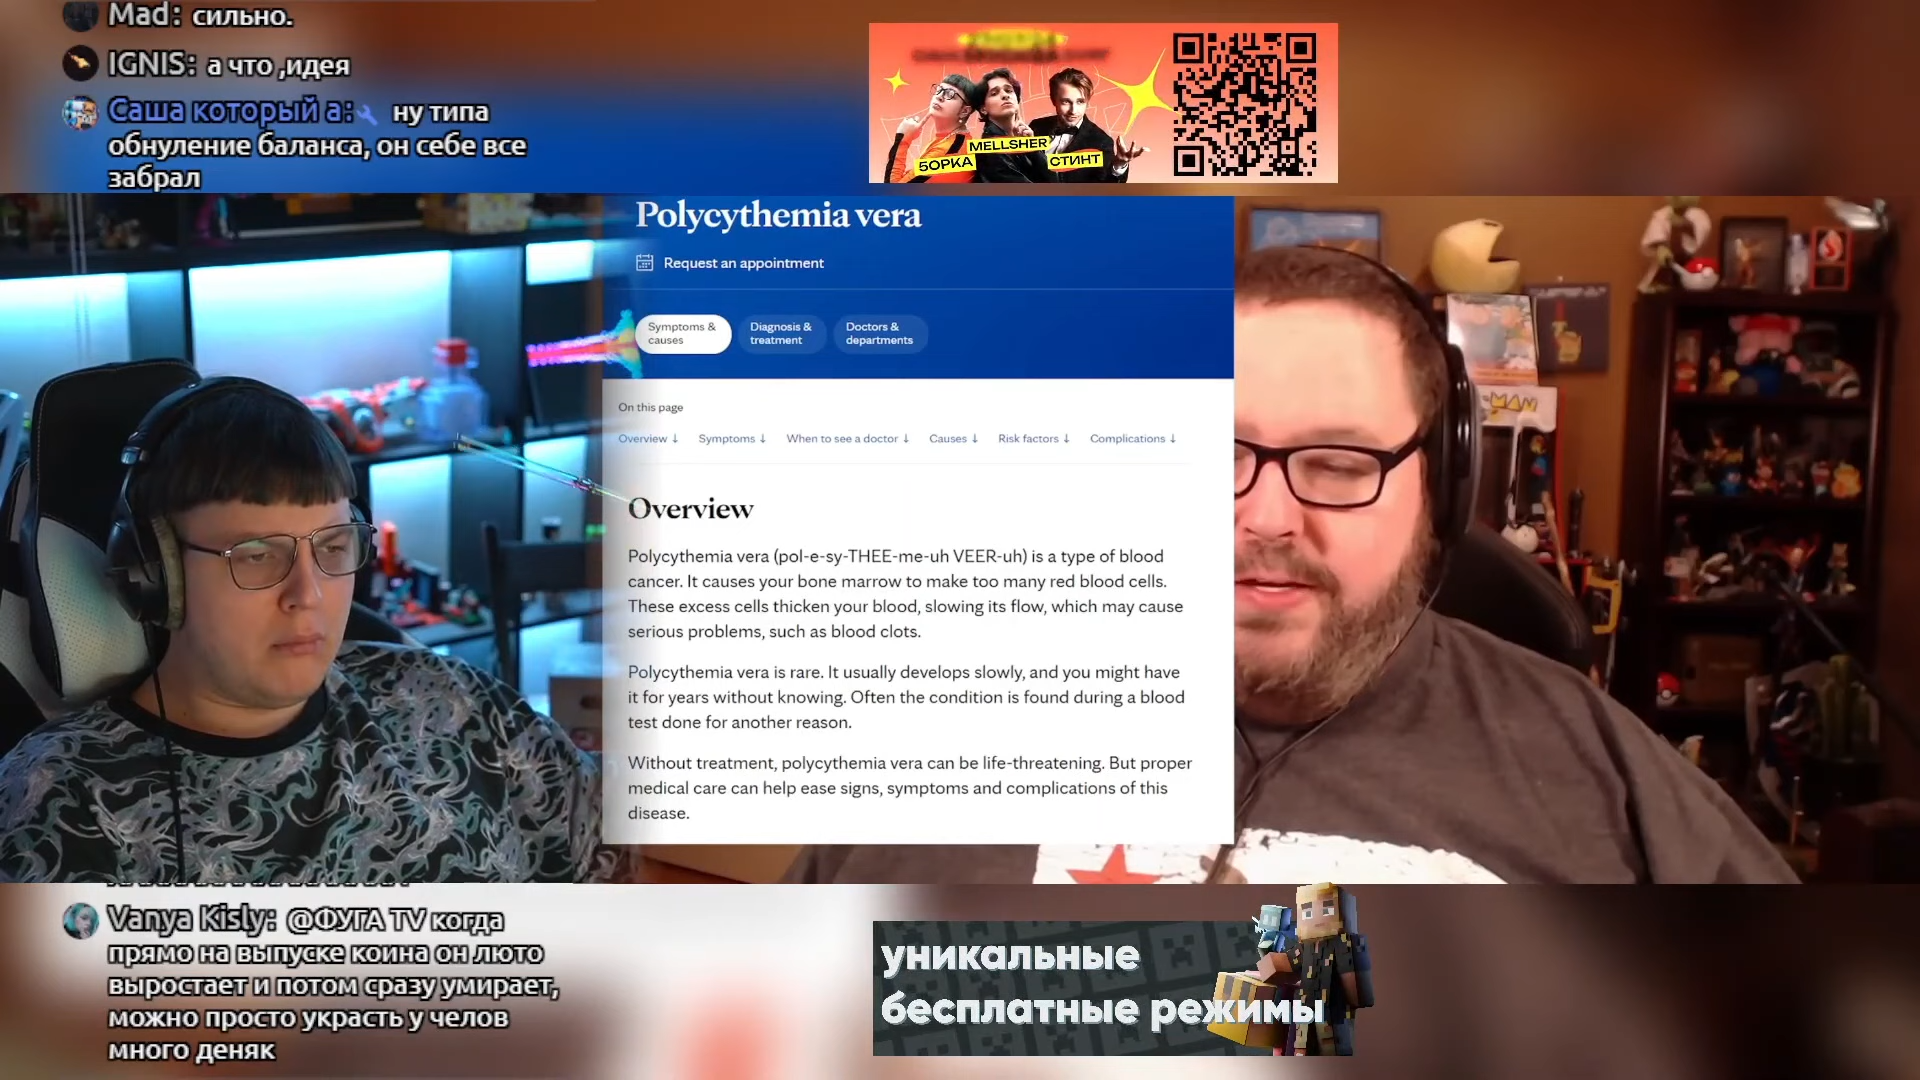 Mad: сильно.
IGNIS: а что ,идея
Саша который а: ну типа
обнуление баланса, он себе все
забрал
БОРКА
MELLSHER
СТИНТ
Polycythemia vera
Request an appointment
Symptoms &
causes
Diagnosis &
treatment
Doctors &
departments
On this page
Overview ↓ Symptoms ↓ When to see a doctor ↓ Causes ↓ Risk factors ↓ Complications ↓
Overview
Polycythemia vera (pol-e-sy-THEE-me-uh VEER-uh) is a type of blood
cancer. It causes your bone marrow to make too many red blood cells.
These excess cells thicken your blood, slowing its flow, which may cause
serious problems, such as blood clots.
Polycythemia vera is rare. It usually develops slowly, and you might have
it for years without knowing. Often the condition is found during a blood
test done for another reason.
Without treatment, polycythemia vera can be life-threatening. But proper
medical care can help ease signs, symptoms and complications of this
disease.
-MAN
Vanya Kisly: @ФУГА TV когда
прямо на выпуске коина он люто
выростает и потом сразу умирает,
можно просто украсть у челов
много деняк
уникальные
бесплатные режимы